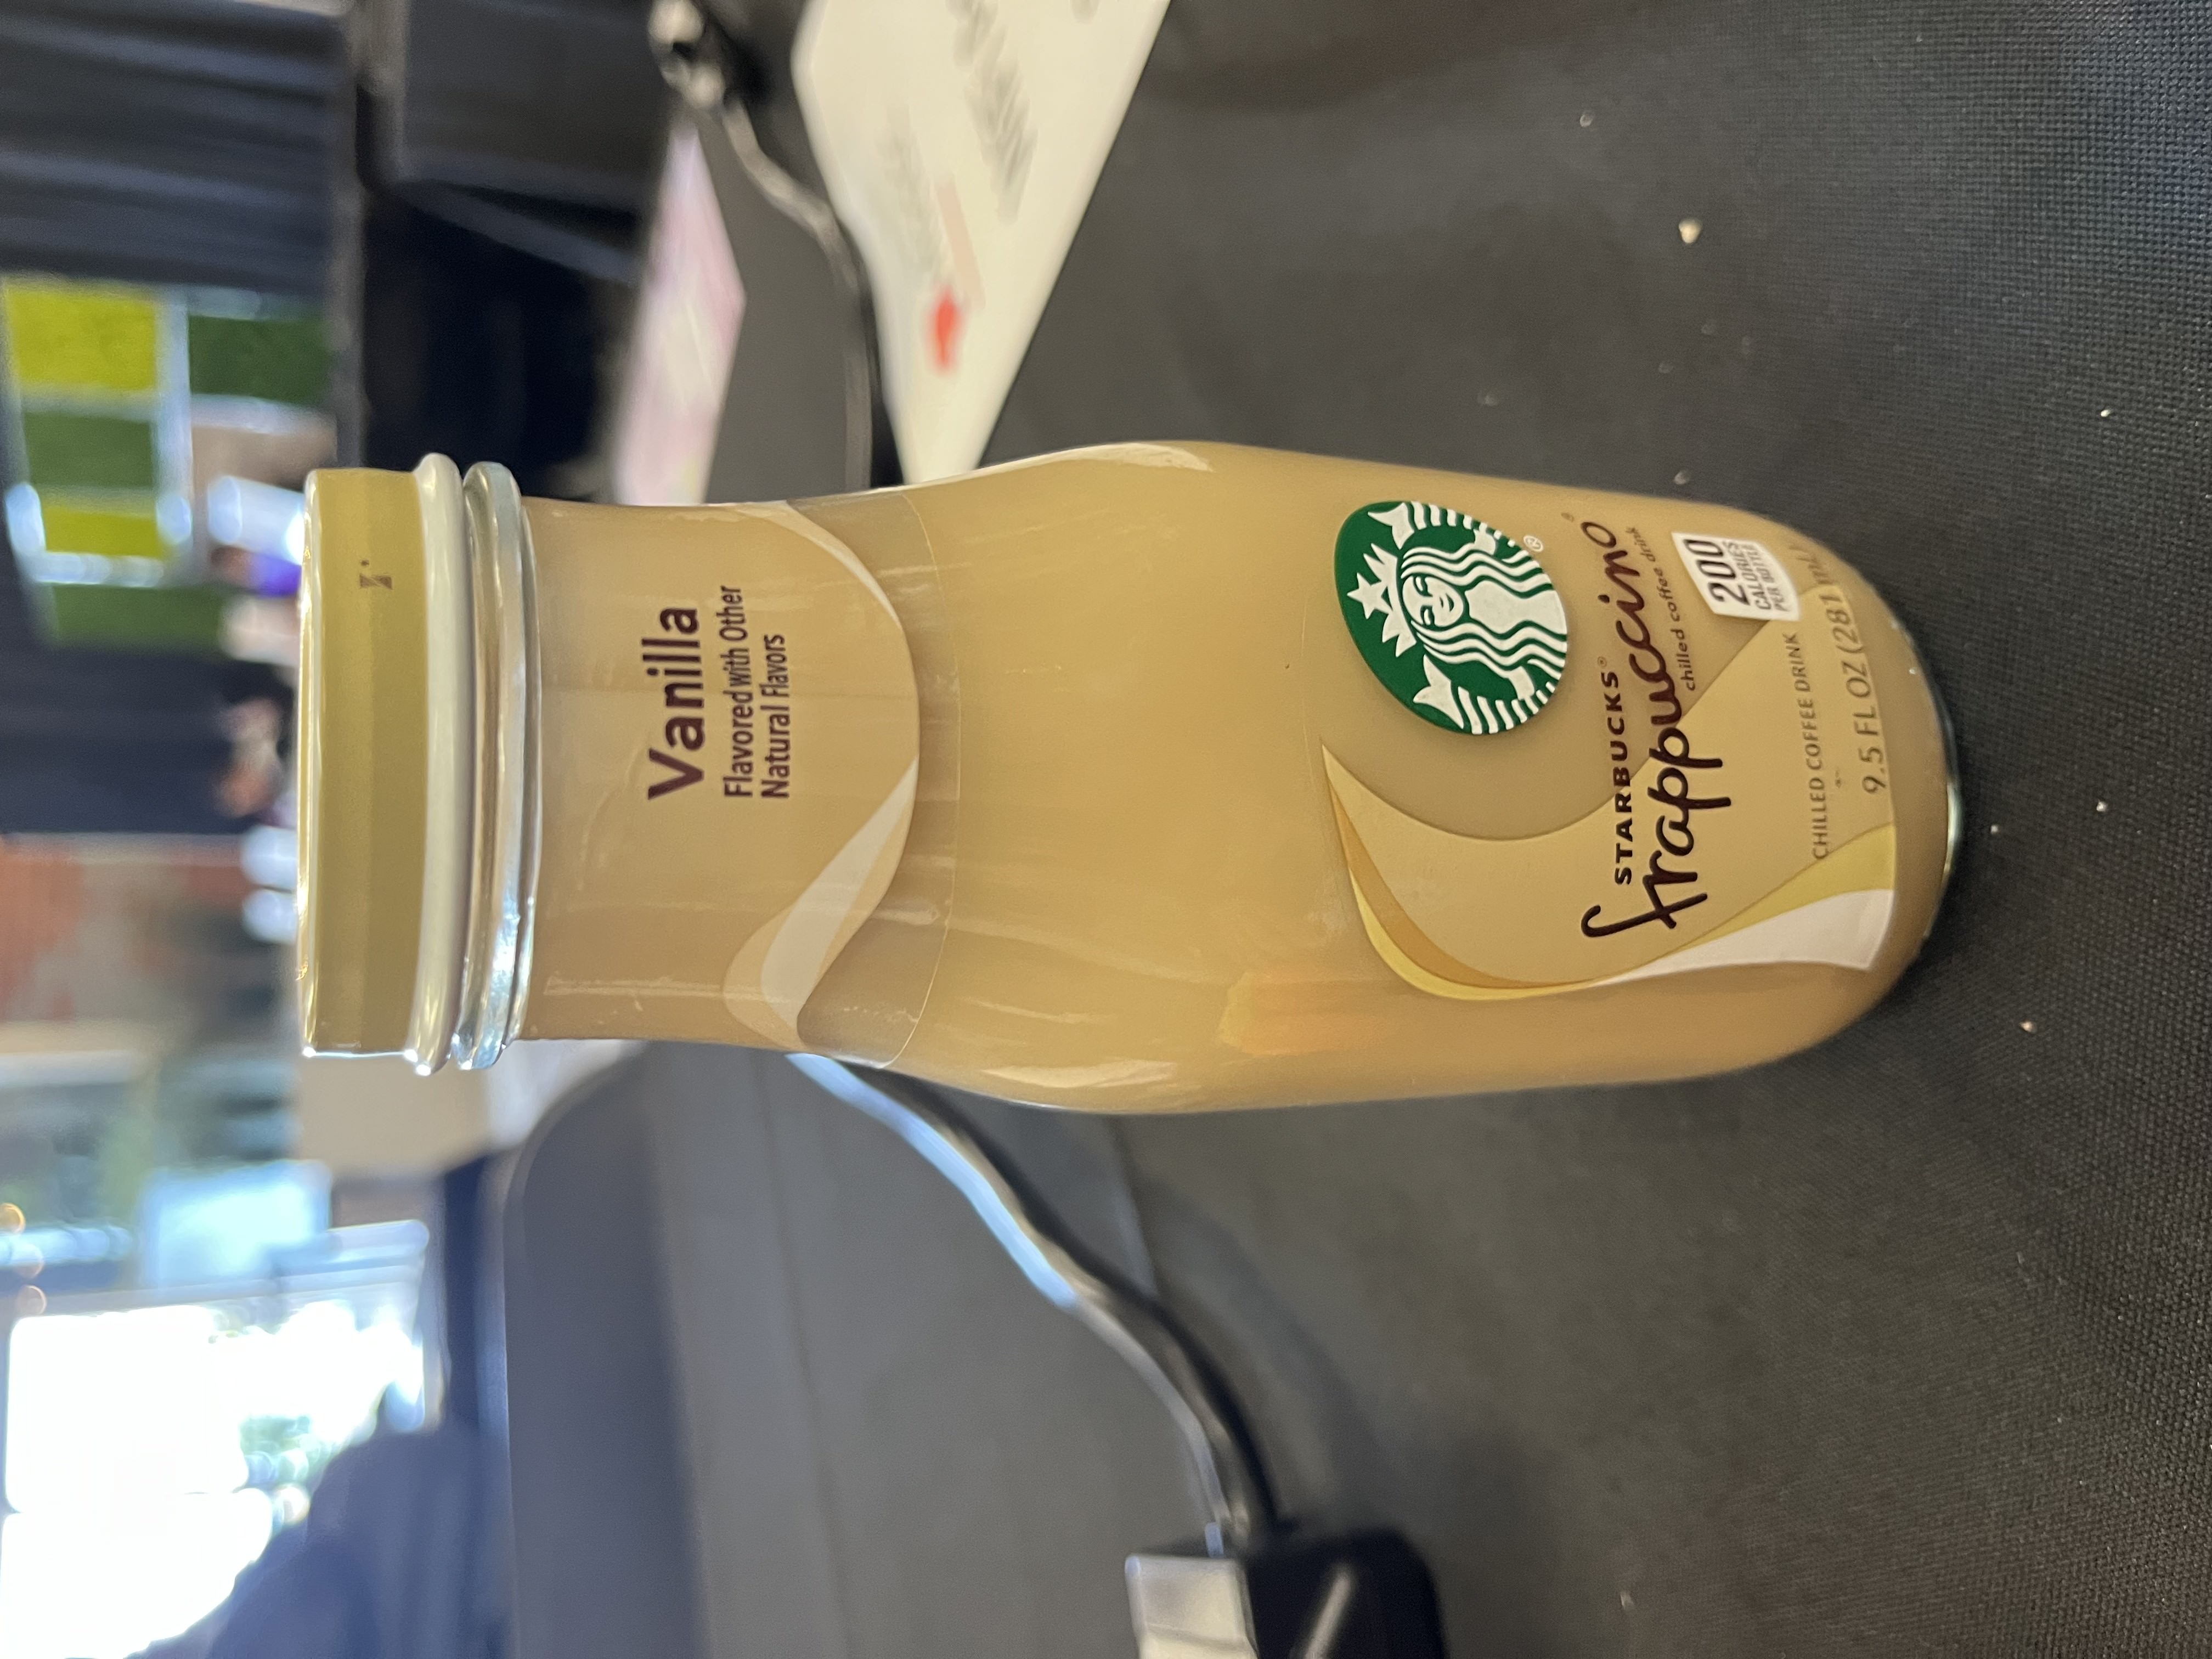 Vanilla
Flavored with Other
Natural Flavors
®
STARBUCKS®
frappuccino®
chilled coffee drink
200
CALORIES
PER BOTTLE
CHILLED COFFEE DRINK
9.5 FL OZ (281 mL)